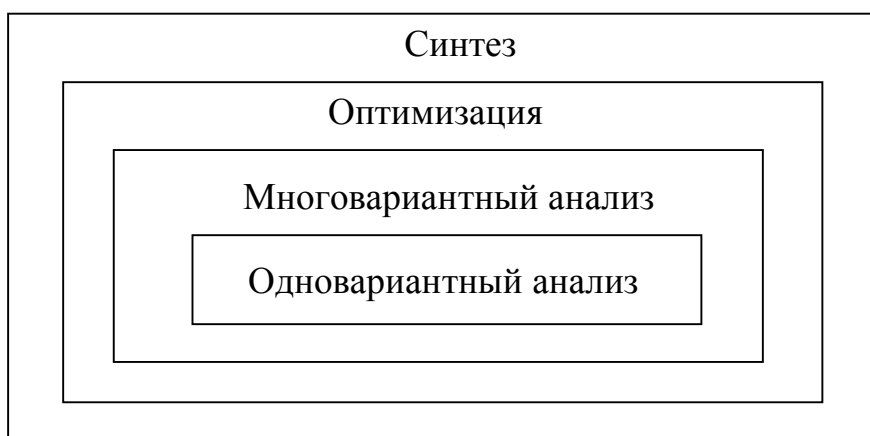 Синтез
Оптимизация
Многовариантный анализ
Одновариантный анализ